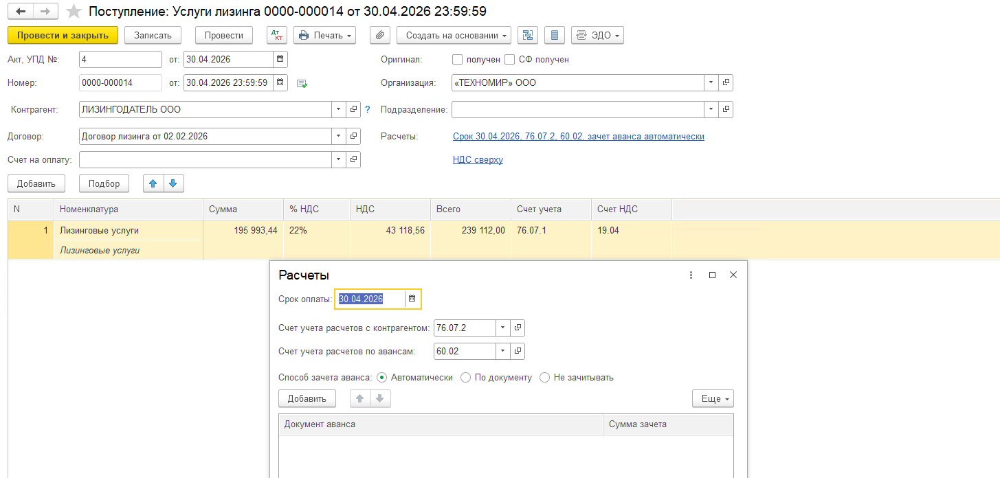 Поступление: Услуги лизинга 0000-000014 от 30.04.2026 23:59:59
Провести и закрыть Записать Провести Дт Кт Печать Создать на основании ЭДО
Акт, УПД №: 4 от: 30.04.2026 Оригинал: получен СФ получен
Номер: 0000-000014 от: 30.04.2026 23:59:59 Организация: «ТЕХНОМИР» ООО
Контрагент: ЛИЗИНГОДАТЕЛЬ ООО ? Подразделение:
Договор: Договор лизинга от 02.02.2026 Расчеты: Срок 30.04.2026, 76.07.2, 60.02, зачет аванса автоматически
Счет на оплату: НДС сверху
Добавить Подбор
N Номенклатура Сумма % НДС НДС Всего Счет учета Счет НДС
1 Лизинговые услуги 195 993,44 22% 43 118,56 239 112,00 76.07.1 19.04
Лизинговые услуги
Расчеты
Срок оплаты: 30.04.2026
Счет учета расчетов с контрагентом: 76.07.2
Счет учета расчетов по авансам: 60.02
Способ зачета аванса: Автоматически По документу Не зачитывать
Добавить Еще
Документ аванса Сумма зачета